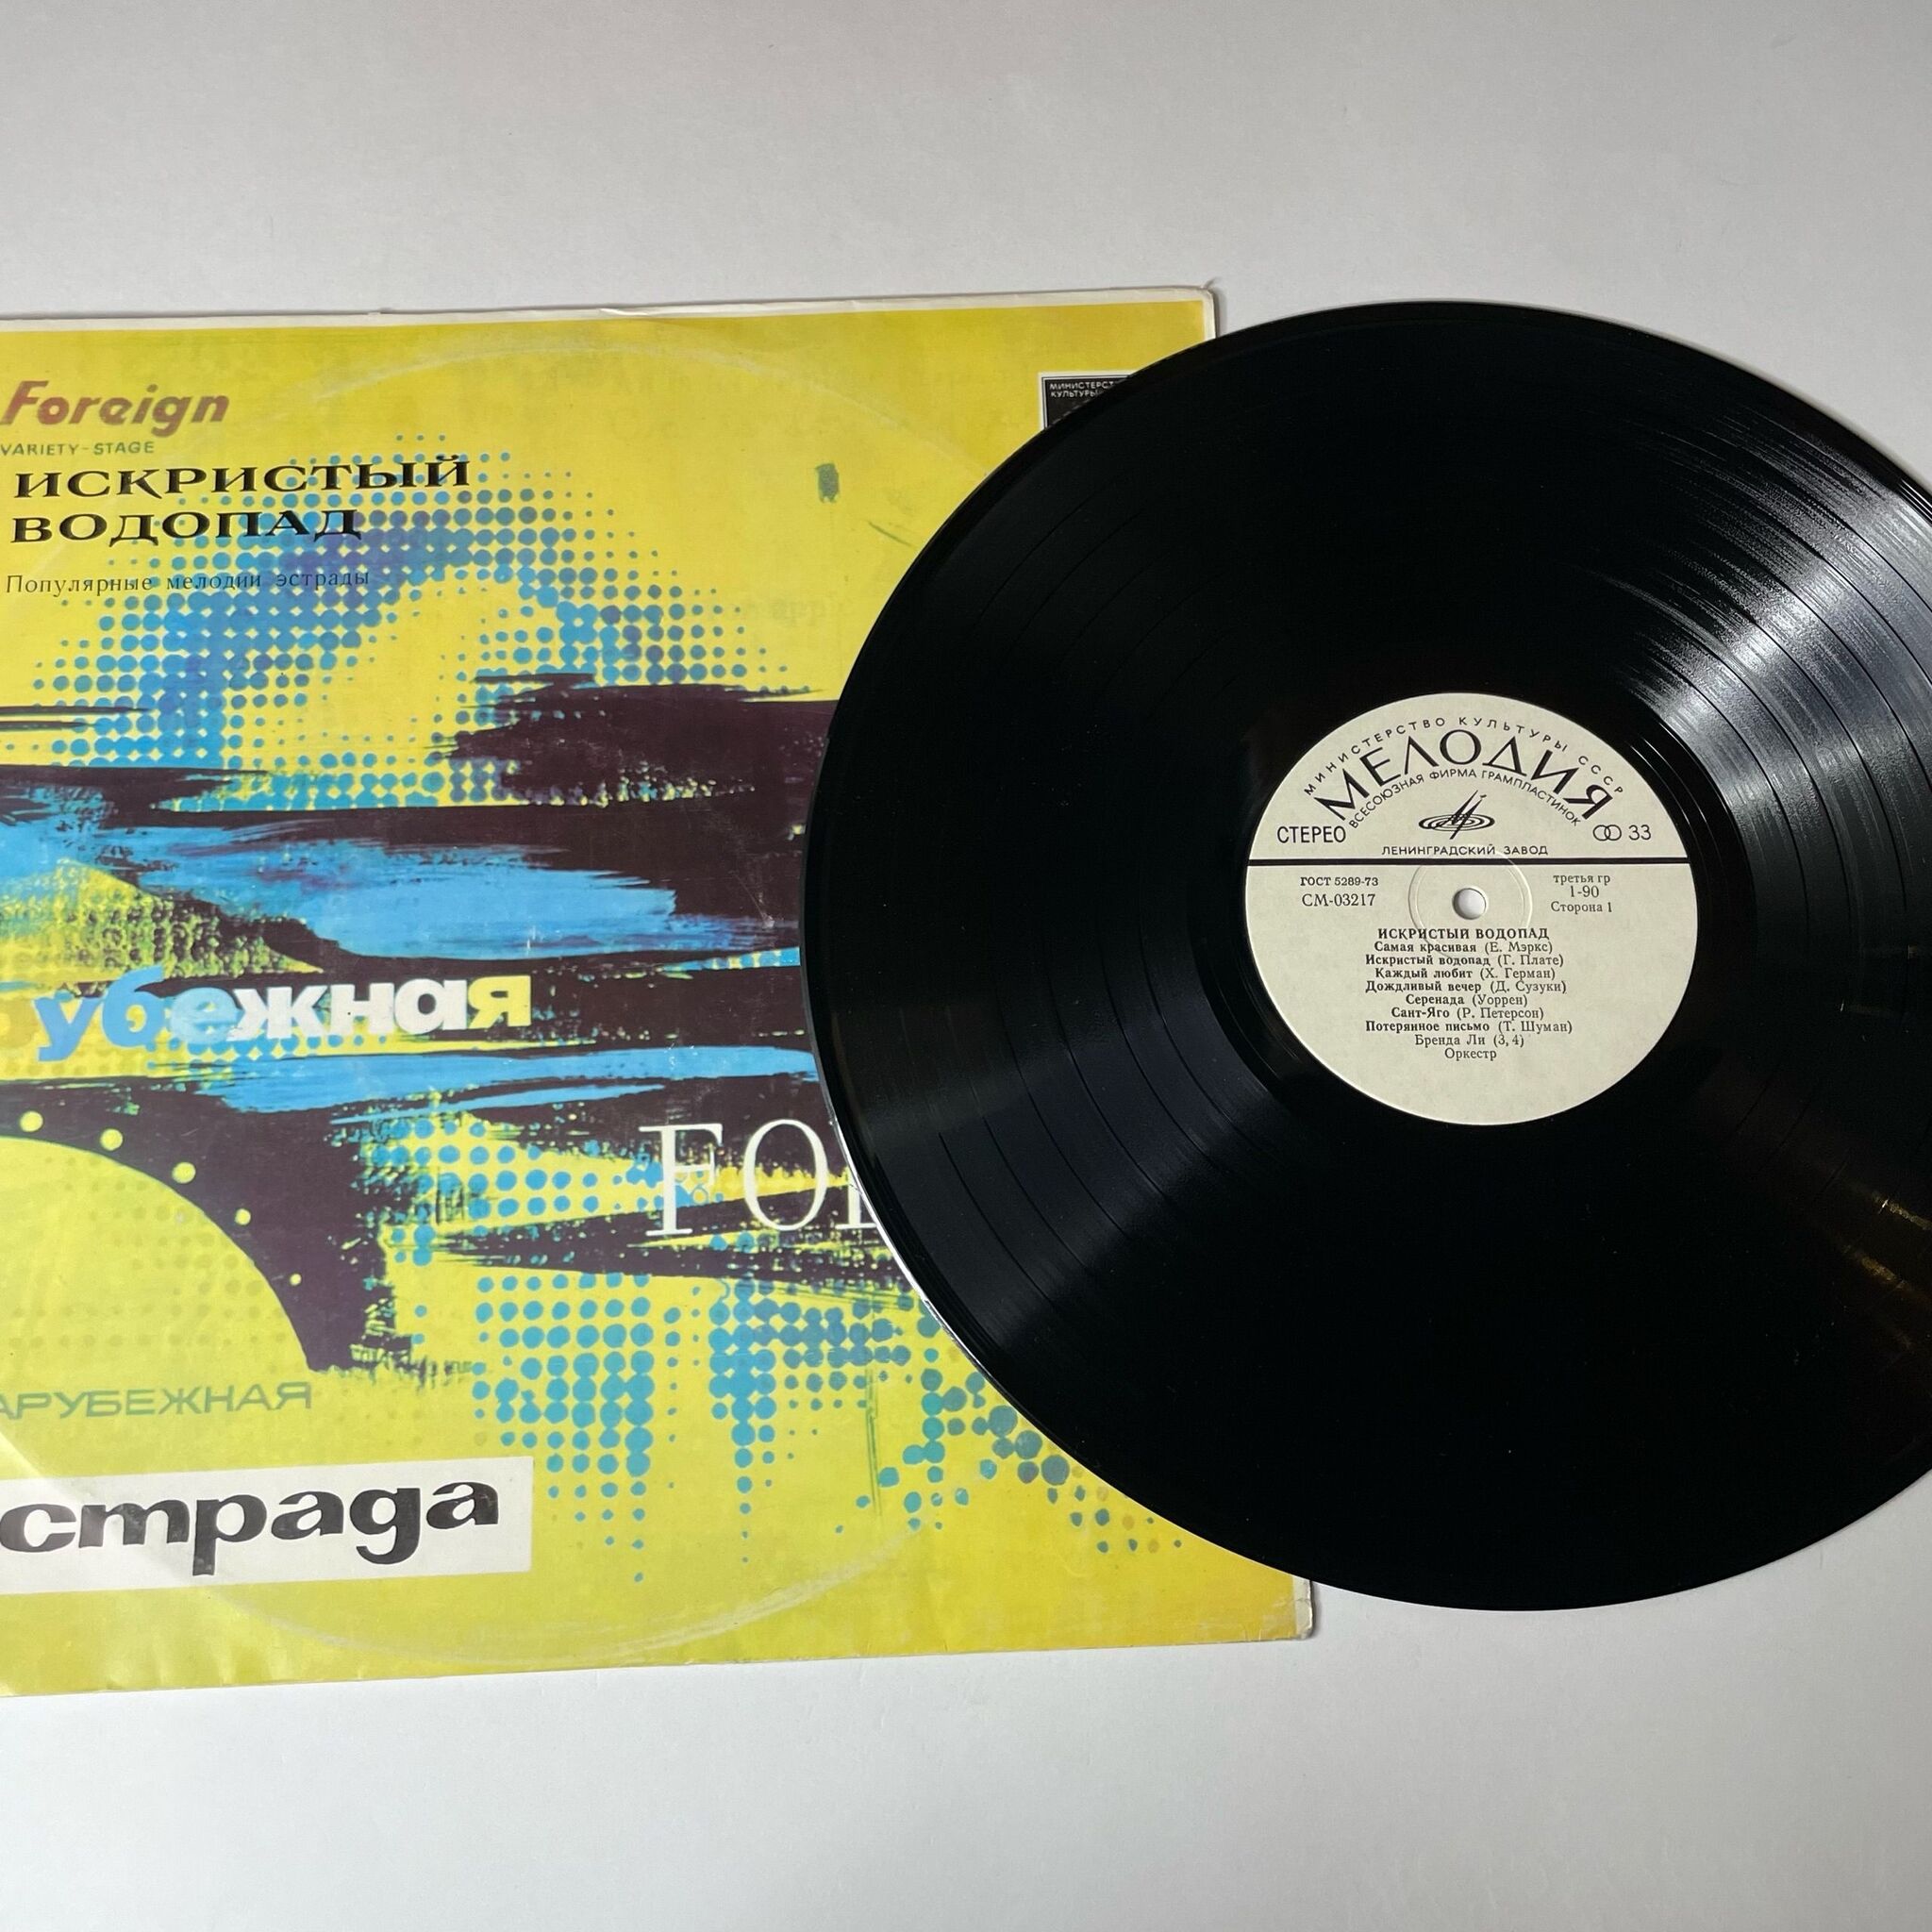 Foreign
VARIETY-STAGE
ИСКРИСТЫЙ
ВОДОПАД
Популярные мелодии эстрады
убежная
FO
АРУБЕЖНАЯ
страда
МИНИСТЕРСТ
КУЛЬТУРЫ
МИНИСТЕРСТВО КУЛЬТУРЫ СССР
МЕЛОДИЯ
ВСЕСОЮЗНАЯ ФИРМА ГРАМПЛАСТИНОК
СТЕРЕО
33
ЛЕНИНГРАДСКИЙ ЗАВОД
ГОСТ 5289-73
СМ-03217
третья гр
1-90
Сторона 1
ИСКРИСТЫЙ ВОДОПАД
Самая красивая (Е. Мэркс)
Искристый водопад (Г. Плате)
Каждый любит (Х. Герман)
Дождливый вечер (Д. Сузуки)
Серенада (Уоррен)
Сант-Яго (Р. Петерсон)
Потерянное письмо (Т. Шуман)
Бренда Ли (3, 4)
Оркестр